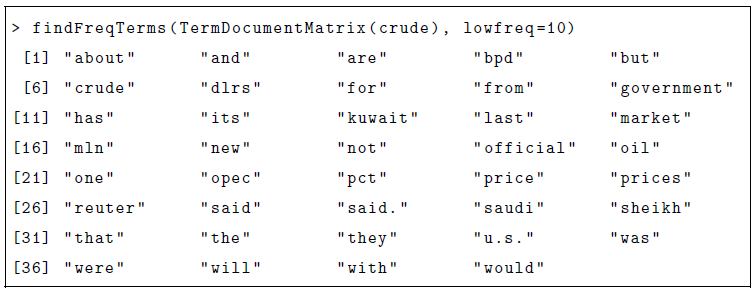 > findFreqTerms(TermDocumentMatrix(crude), lowfreq=10)
[1] "about" "and" "are" "bpd" "but"
[6] "crude" "dlrs" "for" "from" "government"
[11] "has" "its" "kuwait" "last" "market"
[16] "mln" "new" "not" "official" "oil"
[21] "one" "opec" "pct" "price" "prices"
[26] "reuter" "said" "said." "saudi" "sheikh"
[31] "that" "the" "they" "u.s." "was"
[36] "were" "will" "with" "would"